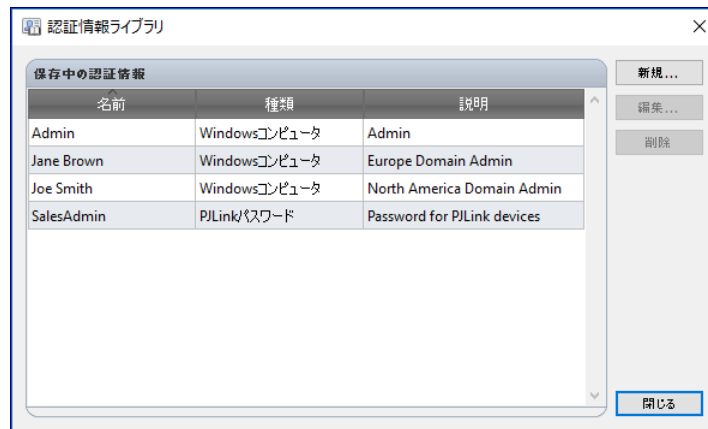 認証情報ライブラリ
保存中の認証情報
新規...
名前 種類 説明
編集...
Admin Windowsコンピュータ Admin
削除
Jane Brown Windowsコンピュータ Europe Domain Admin
Joe Smith Windowsコンピュータ North America Domain Admin
SalesAdmin PJLinkパスワード Password for PJLink devices
閉じる